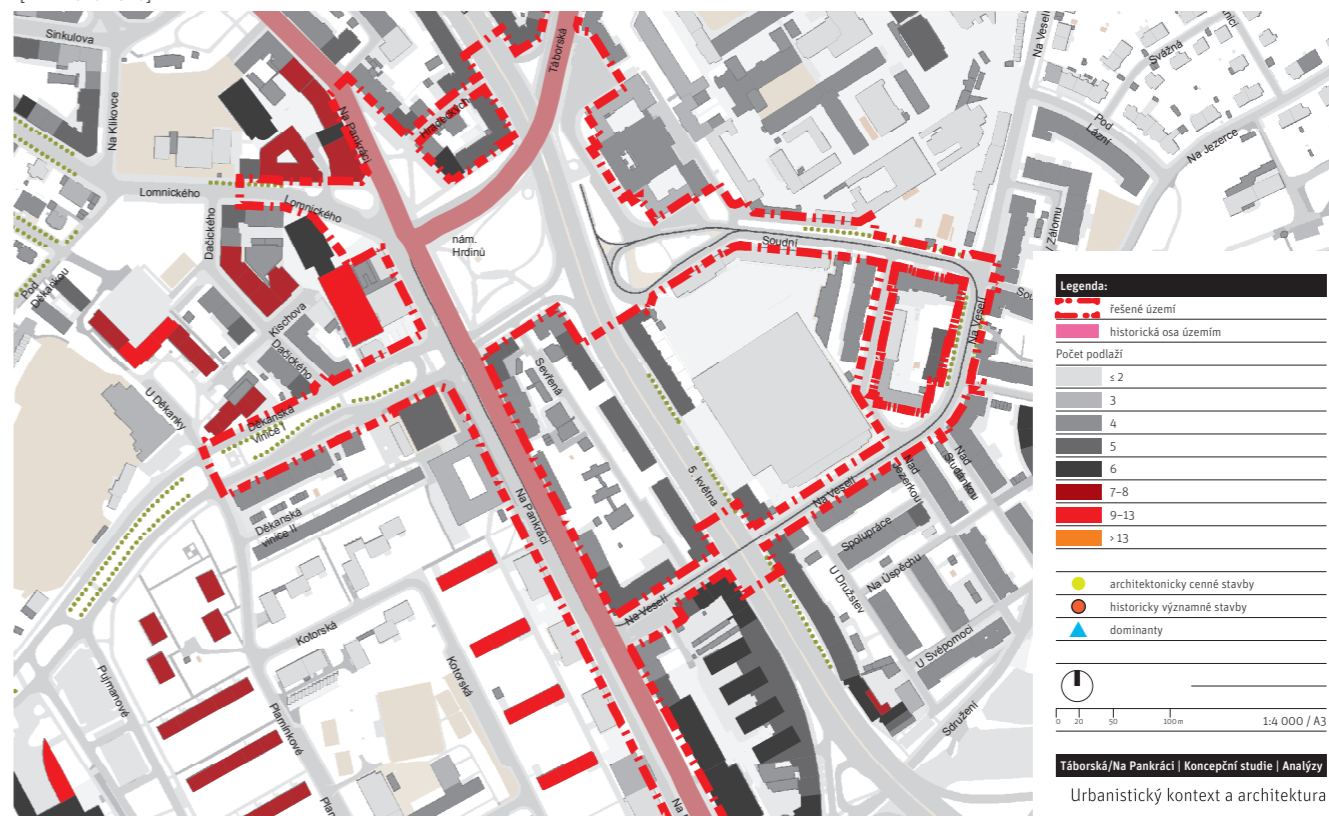 Sinkulova
Na Klikovce
Na Pankráci
Hradeckých
Táborská
Na Veselí
Svážná
Pod
Lázní
Na Jezerce
V Zálomu
Lomnického
Lomnického
Dačického
nám.
Hrdinů
Soudní
Pod
Děkankou
Kischova
Dačického
Sevřená
Na Veselí
U Děkanky
Děkanská
vinice I
Děkanská
vinice II
Na Pankráci
5. května
Na Veselí
Nad
Jezerkou
Nad
Studánkou
Spolupráce
Na Úspěchu
U Družstev
U Svépomoci
Sdružení
Na Veselí
Kotorská
Kotorská
Pujmanové
Plamínkové
Legenda:
řešené území
historická osa územím
Počet podlaží
≤ 2
3
4
5
6
7–8
9–13
> 13
architektonicky cenné stavby
historicky významné stavby
dominanty
0 20 50 100m 1:4 000 / A3
Táborská/Na Pankráci | Koncepční studie | Analýzy
Urbanistický kontext a architektura